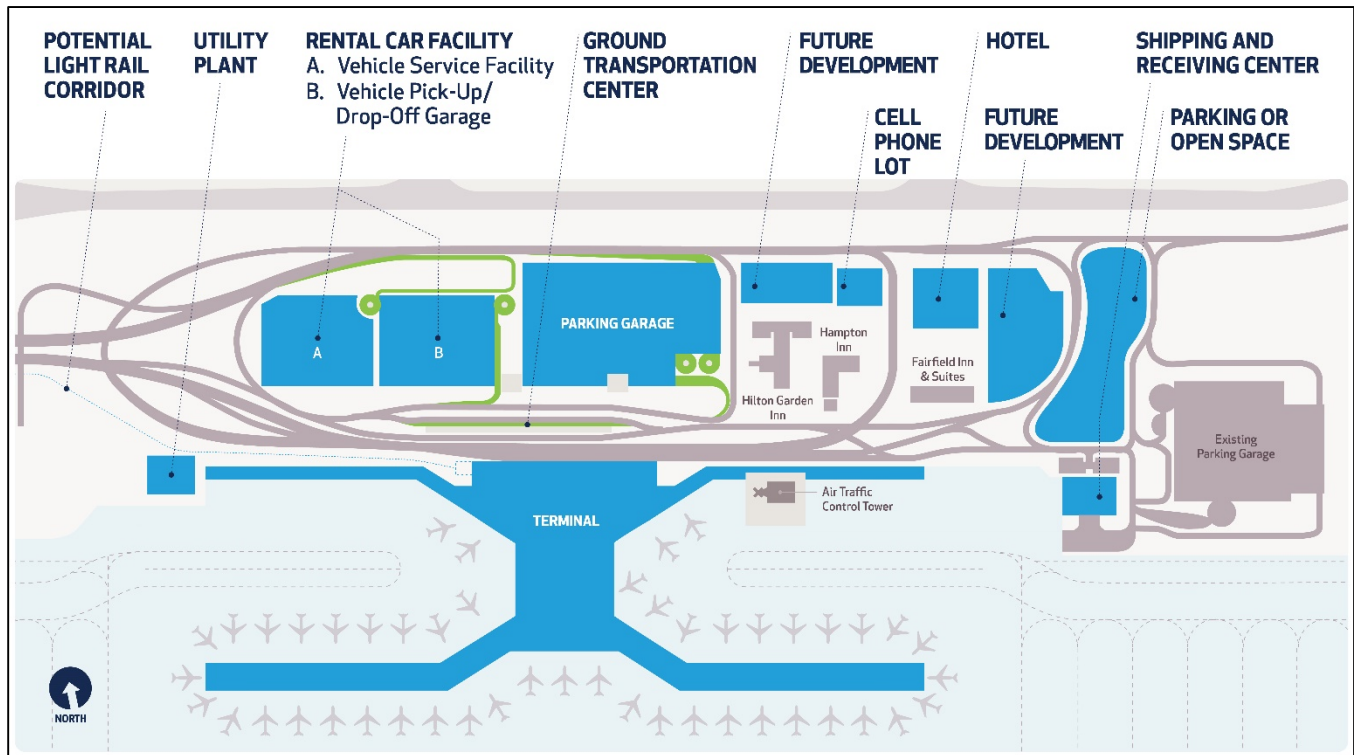 POTENTIAL
LIGHT RAIL
CORRIDOR
UTILITY
PLANT
RENTAL CAR FACILITY
A. Vehicle Service Facility
B. Vehicle Pick-Up/
Drop-Off Garage
GROUND
TRANSPORTATION
CENTER
FUTURE
DEVELOPMENT
CELL
PHONE
LOT
HOTEL
FUTURE
DEVELOPMENT
SHIPPING AND
RECEIVING CENTER
PARKING OR
OPEN SPACE
A
B
PARKING GARAGE
Hilton Garden
Inn
Hampton
Inn
Fairfield Inn
& Suites
Existing
Parking Garage
Air Traffic
Control Tower
TERMINAL
NORTH